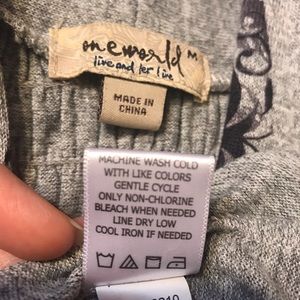 oneworld M
live and let live
MADE IN
CHINA
MACHINE WASH COLD
WITH LIKE COLORS
GENTLE CYCLE
ONLY NON-CHLORINE
BLEACH WHEN NEEDED
LINE DRY LOW
COOL IRON IF NEEDED